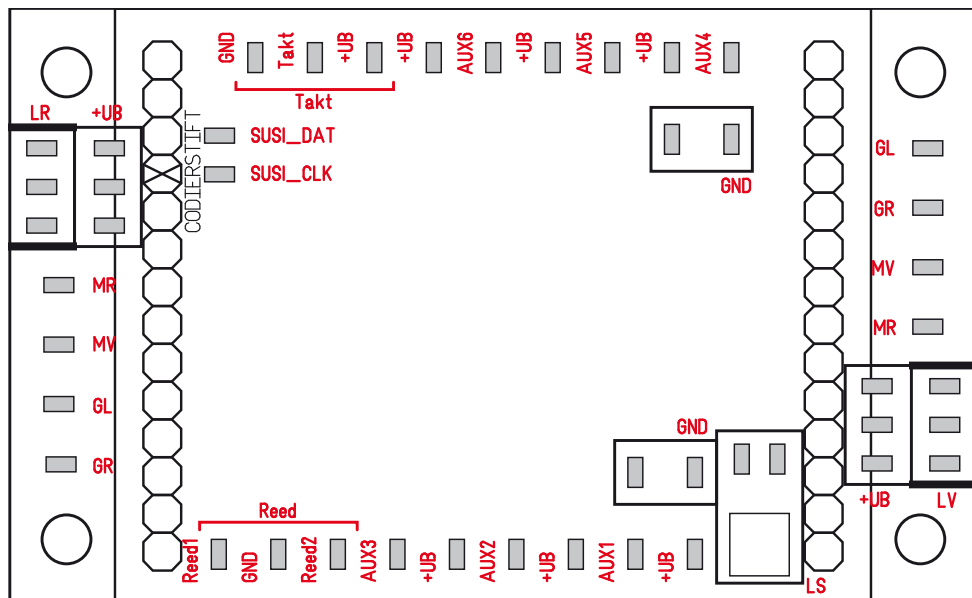 GND Takt +UB +UB AUX6 +UB AUX5 +UB AUX4
Takt
LR +UB
CODIERSTIFT
SUSI_DAT
SUSI_CLK
GND
GL
GR
MV
MR
MR
MV
GL
GR
GND
+UB LV
Reed
Reed1 GND Reed2 AUX3 +UB AUX2 +UB AUX1 +UB
LS